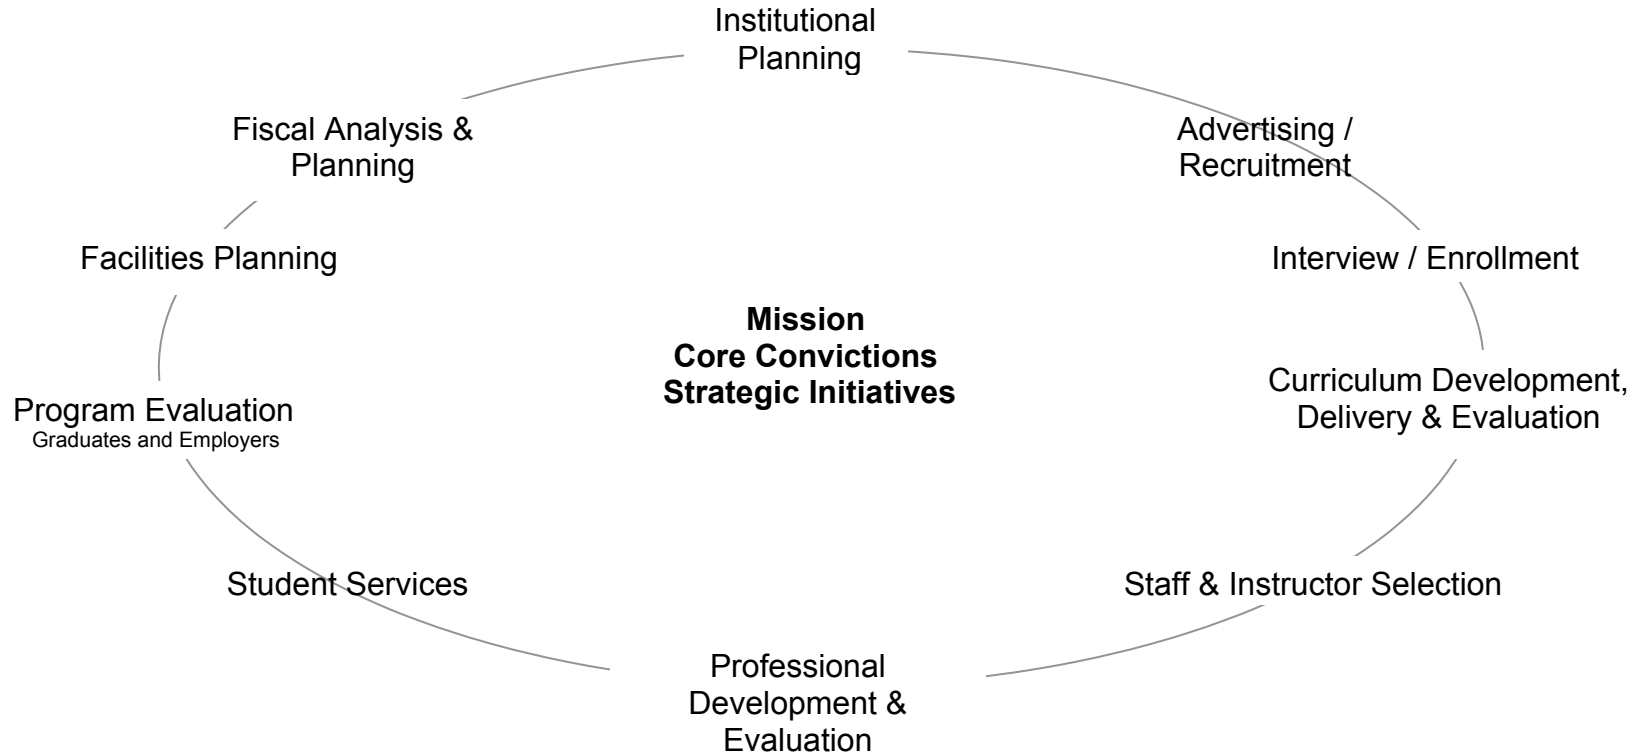 Institutional
Planning
Fiscal Analysis &
Planning
Advertising /
Recruitment
Facilities Planning
Interview / Enrollment
Mission
Core Convictions
Strategic Initiatives
Curriculum Development,
Delivery & Evaluation
Program Evaluation
Graduates and Employers
Student Services
Staff & Instructor Selection
Professional
Development &
Evaluation